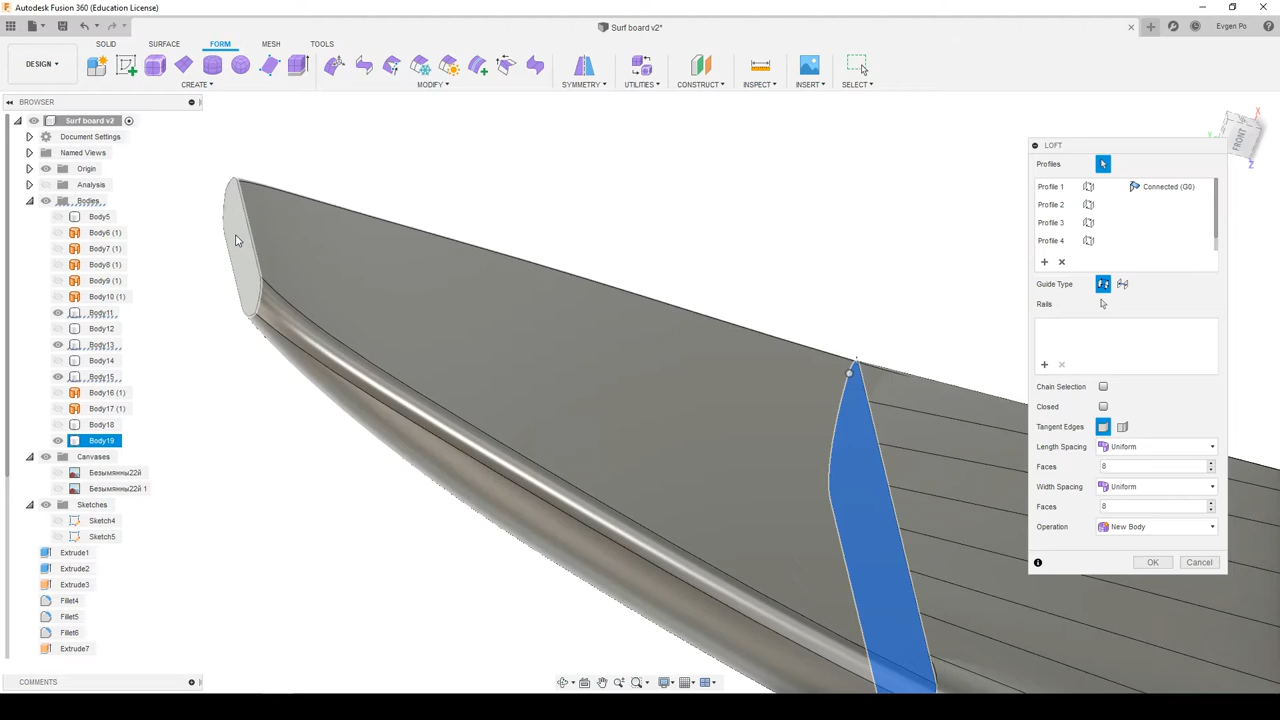 Autodesk Fusion 360 (Education License)
Surf board v2*
Evgen Po
DESIGN
SOLID SURFACE FORM MESH TOOLS
CREATE MODIFY SYMMETRY UTILITIES CONSTRUCT INSPECT INSERT SELECT
BROWSER
Surf board v2
Document Settings
Named Views
Origin
Analysis
Bodies
Body5
Body6 (1)
Body7 (1)
Body8 (1)
Body9 (1)
Body10 (1)
Body11
Body12
Body13
Body14
Body15
Body16 (1)
Body17 (1)
Body18
Body19
Canvases
Безымянны22й
Безымянны22й 1
Sketches
Sketch4
Sketch5
Extrude1
Extrude2
Extrude3
Fillet4
Fillet5
Fillet6
Extrude7
COMMENTS
FRONT
X
Y
Z
LOFT
Profiles
Profile 1 Connected (G0)
Profile 2
Profile 3
Profile 4
Guide Type
Rails
Chain Selection
Closed
Tangent Edges
Length Spacing Uniform
Faces 8
Width Spacing Uniform
Faces 8
Operation New Body
OK Cancel